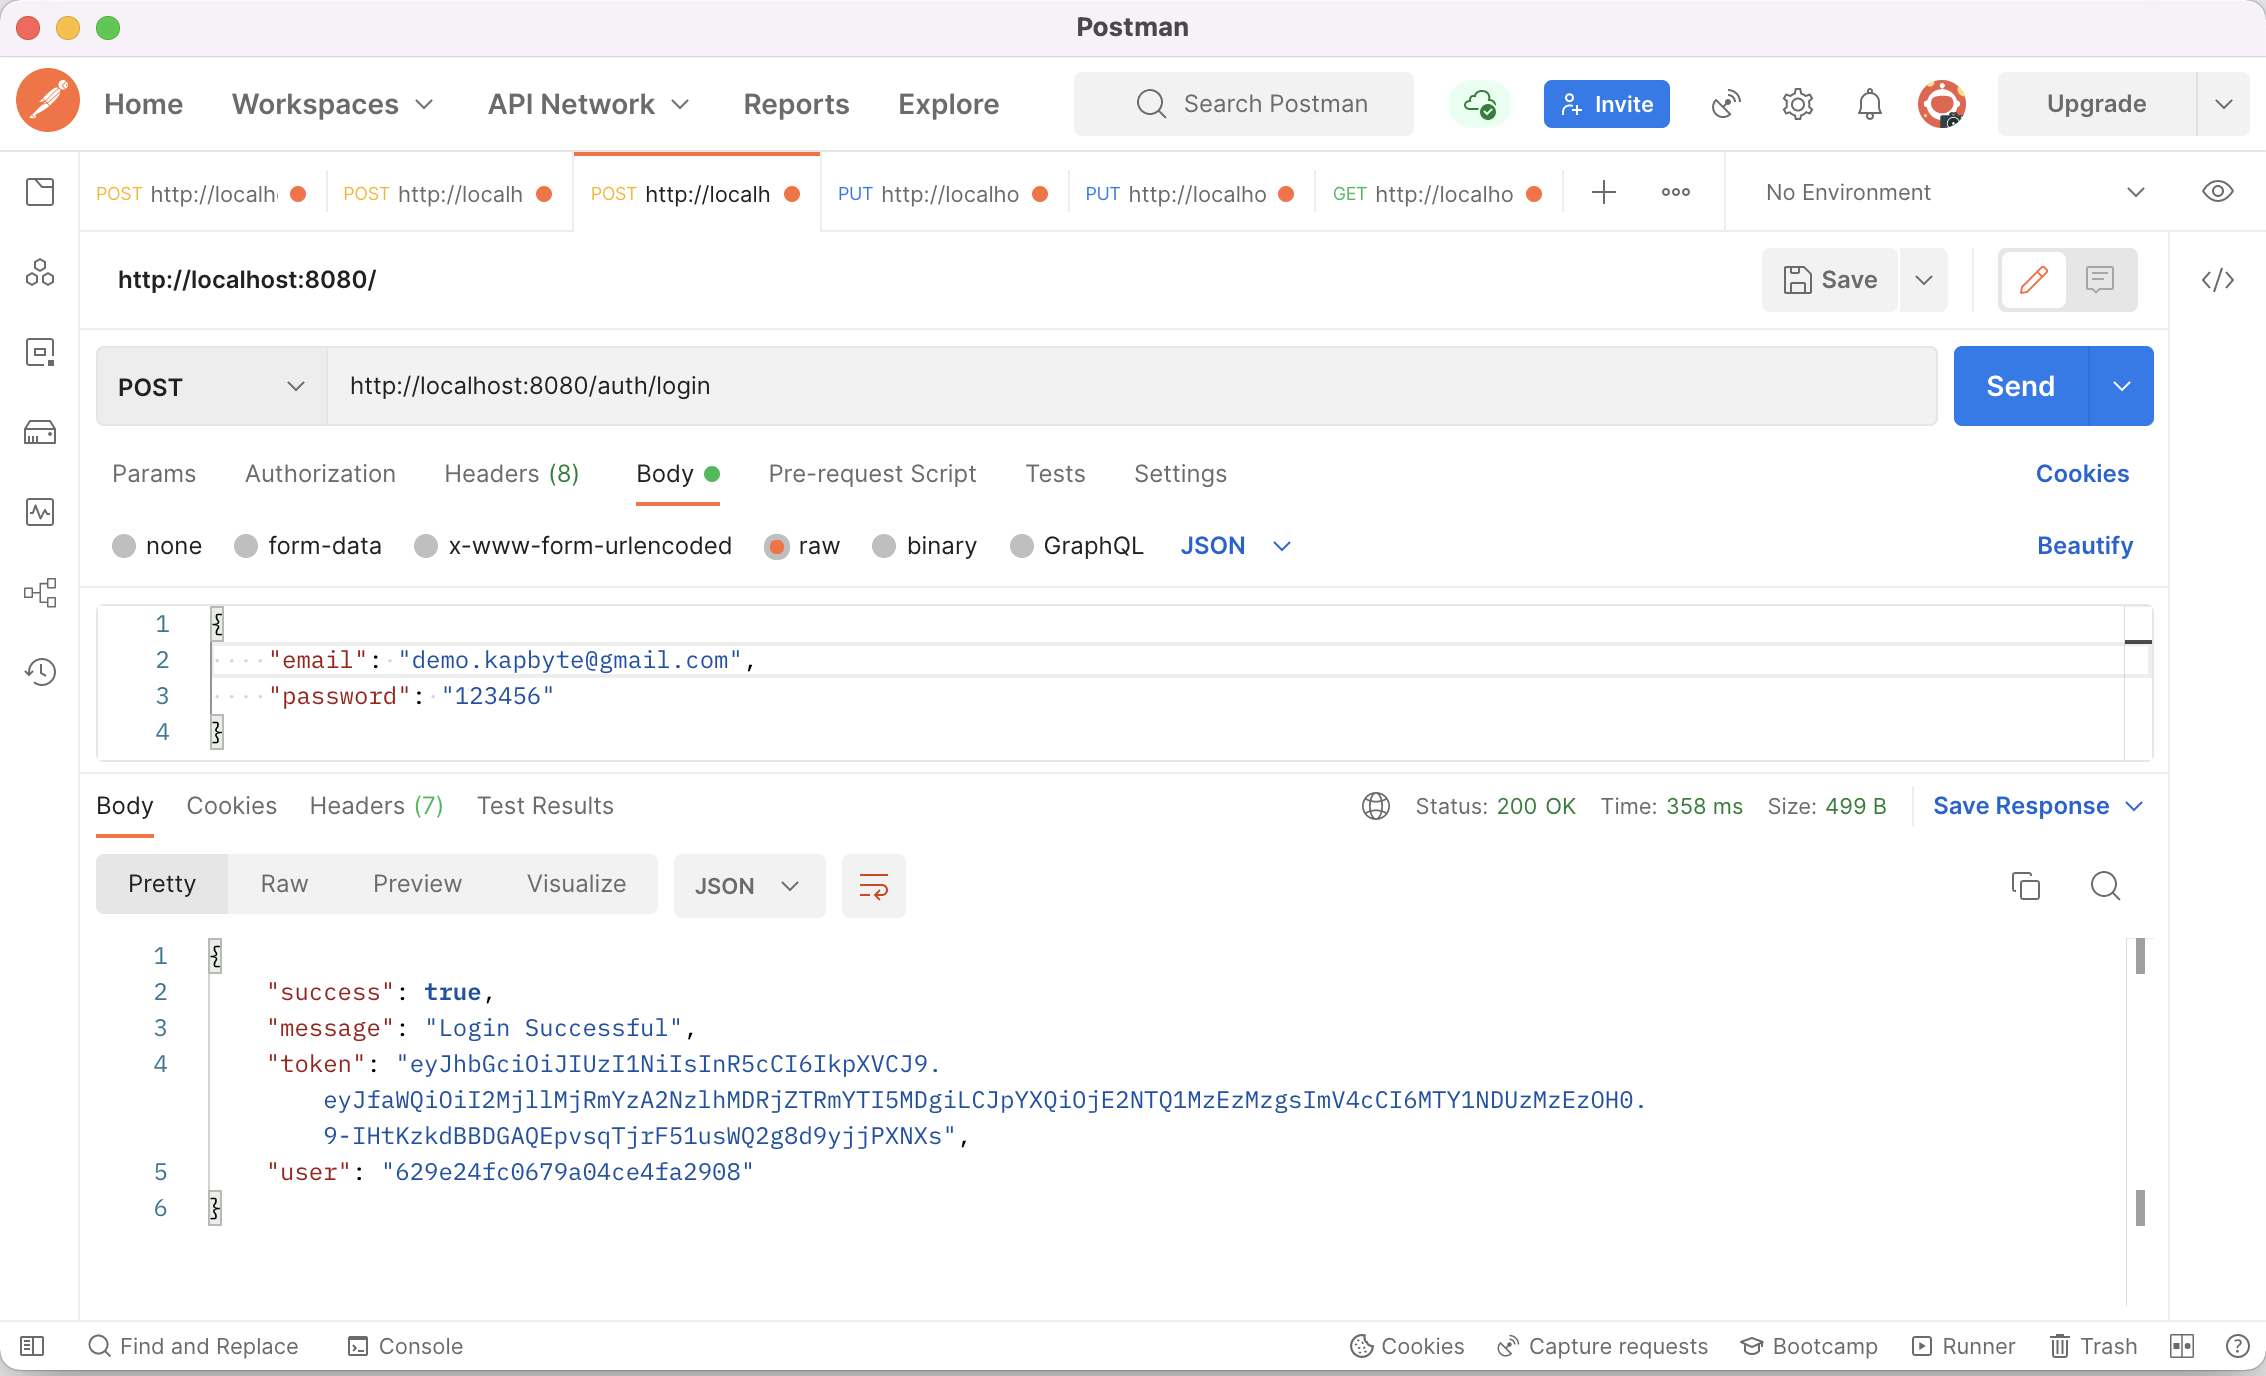 Postman
Home Workspaces API Network Reports Explore Search Postman Invite Upgrade
POST http://localh POST http://localh POST http://localh PUT http://localho PUT http://localho GET http://localho No Environment
http://localhost:8080/ Save
POST http://localhost:8080/auth/login Send
Params Authorization Headers (8) Body Pre-request Script Tests Settings Cookies
none form-data x-www-form-urlencoded raw binary GraphQL JSON Beautify
1 {
2 "email": "demo.kapbyte@gmail.com",
3 "password": "123456"
4 }
Body Cookies Headers (7) Test Results Status: 200 OK Time: 358 ms Size: 499 B Save Response
Pretty Raw Preview Visualize JSON
1 {
2 "success": true,
3 "message": "Login Successful",
4 "token": "eyJhbGciOiJIUzI1NiIsInR5cCI6IkpXVCJ9.
eyJfaWQiOiI2MjllMjRmYzA2NzlhMDRjZTRmYTI5MDgiLCJpYXQiOjE2NTQ1MzEzMzgsImV4cCI6MTY1NDUzMzEzOH0.
9-IHtKzkdBBDGAQEpvsqTjrF51usWQ2g8d9yjjPXNXs",
5 "user": "629e24fc0679a04ce4fa2908"
6 }
Find and Replace Console Cookies Capture requests Bootcamp Runner Trash